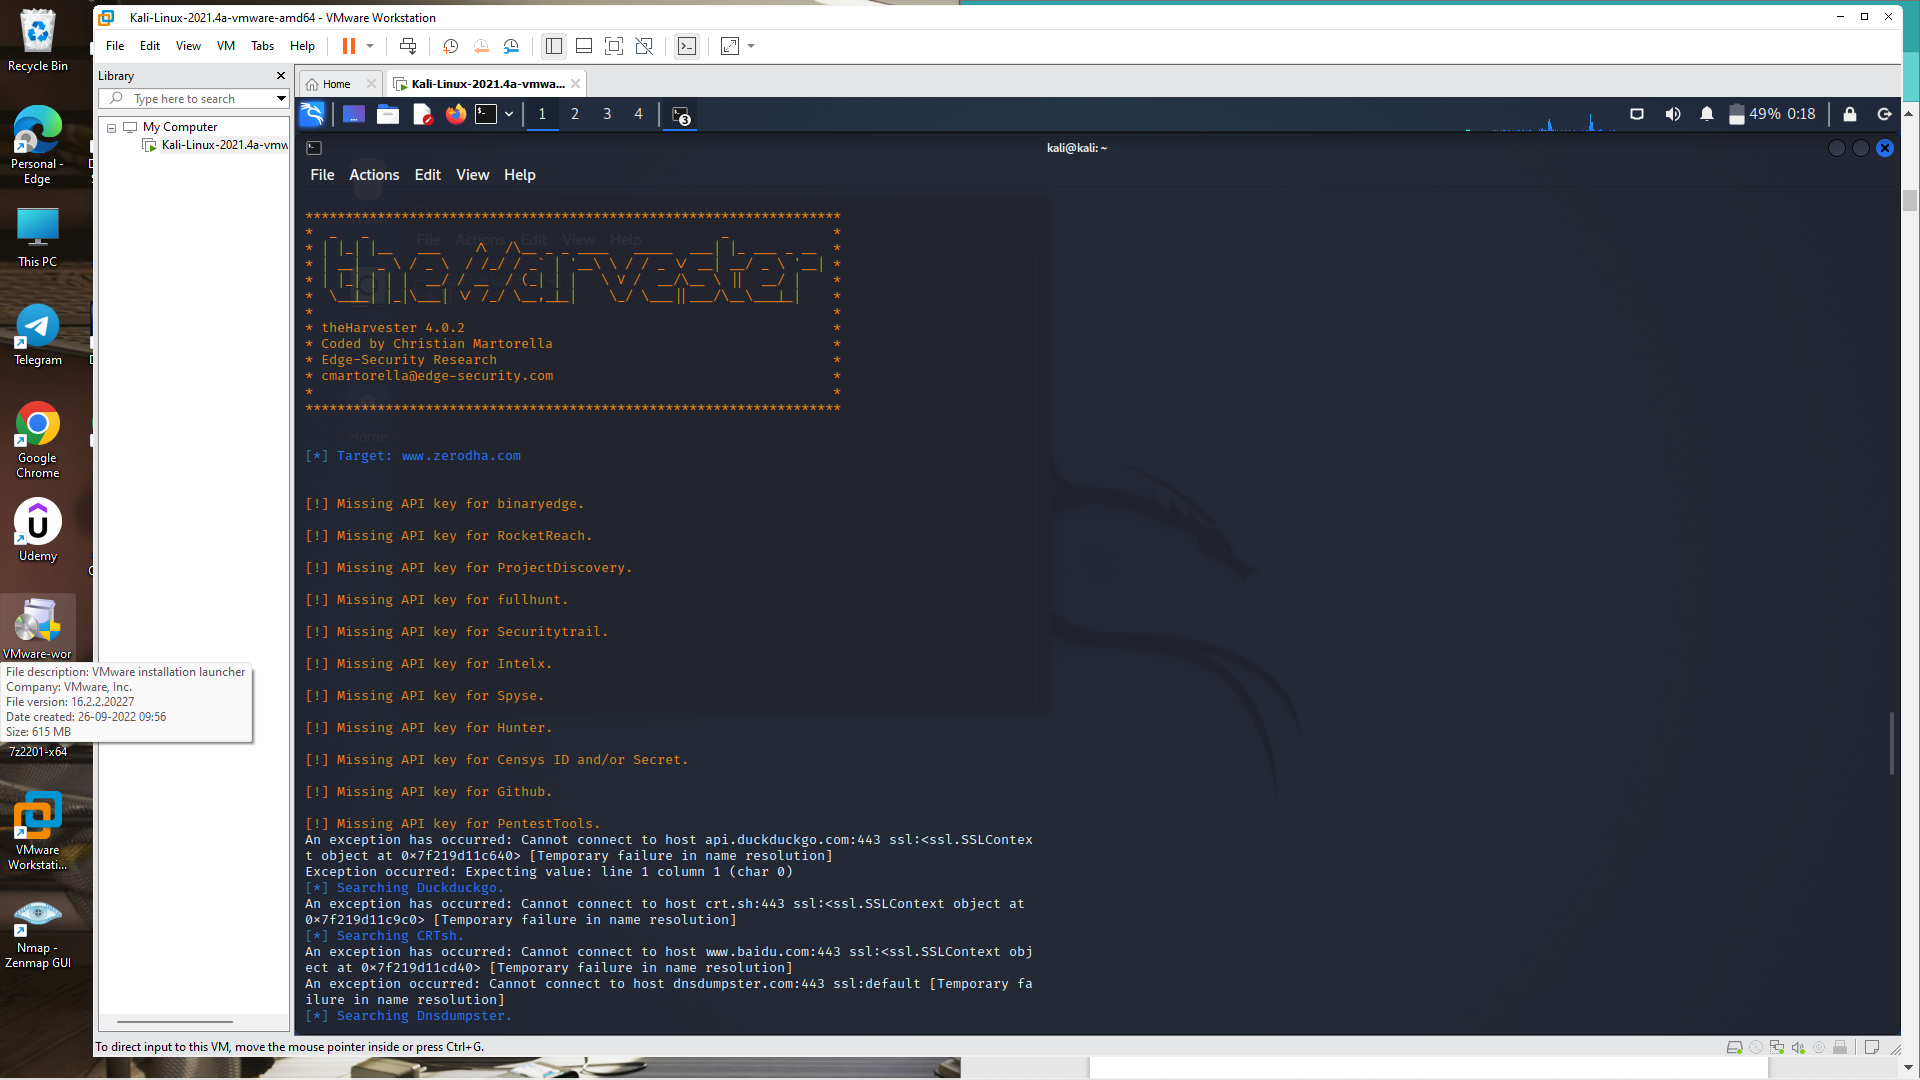 Recycle Bin
Personal - Edge
This PC
Telegram
Google Chrome
Udemy
VMware-wor
File description: VMware installation launcher
Company: VMware, Inc.
File version: 16.2.2.20227
Date created: 26-09-2022 09:56
Size: 615 MB
7z2201-x64
VMware Workstati...
Nmap - Zenmap GUI
Kali-Linux-2021.4a-vmware-amd64 - VMware Workstation
File Edit View VM Tabs Help
Library
Type here to search
My Computer
Kali-Linux-2021.4a-vmw
Home
Kali-Linux-2021.4a-vmwa...
1 2 3 4
3
49% 0:18
kali@kali: ~
File Actions Edit View Help
File Actions Edit View Help
Home
theHarvester
* theHarvester 4.0.2 *
* Coded by Christian Martorella *
* Edge-Security Research *
* cmartorella@edge-security.com *
[*] Target: www.zerodha.com
[!] Missing API key for binaryedge.
[!] Missing API key for RocketReach.
[!] Missing API key for ProjectDiscovery.
[!] Missing API key for fullhunt.
[!] Missing API key for Securitytrail.
[!] Missing API key for Intelx.
[!] Missing API key for Spyse.
[!] Missing API key for Hunter.
[!] Missing API key for Censys ID and/or Secret.
[!] Missing API key for Github.
[!] Missing API key for PentestTools.
An exception has occurred: Cannot connect to host api.duckduckgo.com:443 ssl:<ssl.SSLContex
t object at 0×7f219d11c640> [Temporary failure in name resolution]
Exception occurred: Expecting value: line 1 column 1 (char 0)
[*] Searching Duckduckgo.
An exception has occurred: Cannot connect to host crt.sh:443 ssl:<ssl.SSLContext object at
0×7f219d11c9c0> [Temporary failure in name resolution]
[*] Searching CRTsh.
An exception has occurred: Cannot connect to host www.baidu.com:443 ssl:<ssl.SSLContext obj
ect at 0×7f219d11cd40> [Temporary failure in name resolution]
An exception occurred: Cannot connect to host dnsdumpster.com:443 ssl:default [Temporary fa
ilure in name resolution]
[*] Searching Dnsdumpster.
To direct input to this VM, move the mouse pointer inside or press Ctrl+G.